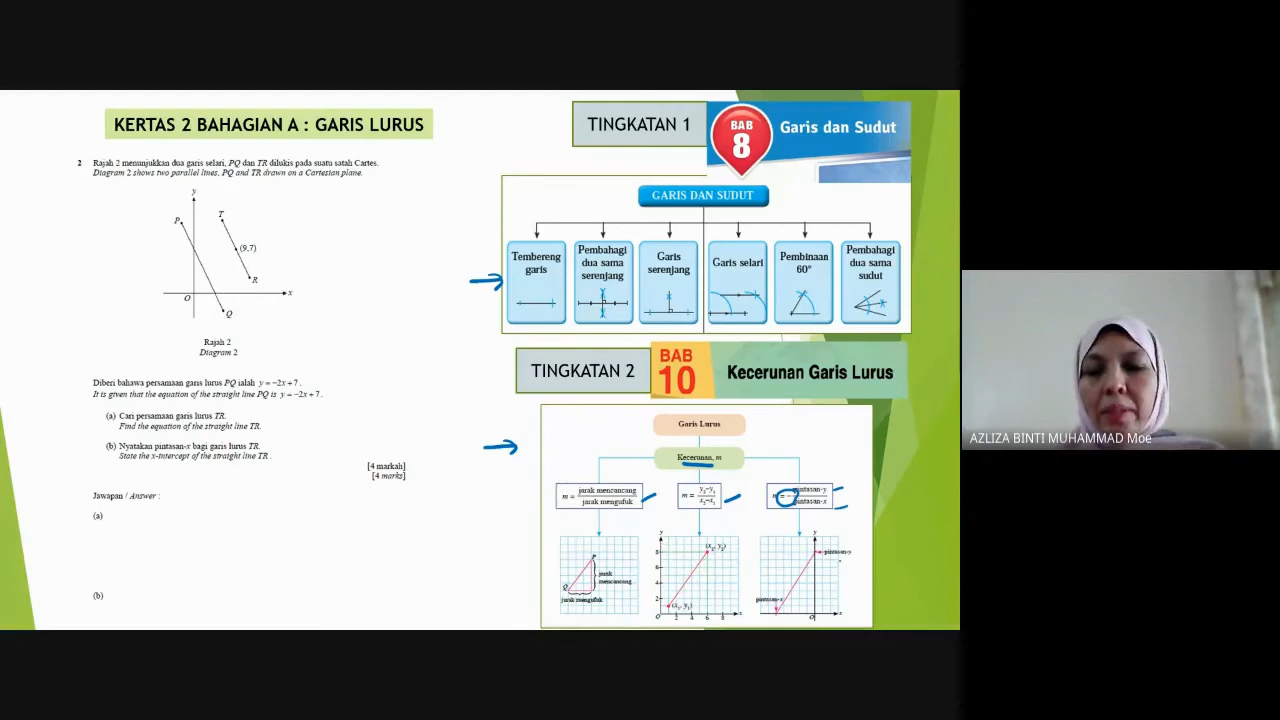 KERTAS 2 BAHAGIAN A : GARIS LURUS
2 Rajah 2 menunjukkan dua garis selari, PQ dan TR dilukis pada suatu satah Cartes.
Diagram 2 shows two parallel lines, PQ and TR drawn on a Cartesian plane.
y
P
T
(9,7)
R
O
x
Q
Rajah 2
Diagram 2
Diberi bahawa persamaan garis lurus PQ ialah y = −2x + 7 .
It is given that the equation of the straight line PQ is y = −2x + 7 .
(a) Cari persamaan garis lurus TR.
Find the equation of the straight line TR.
(b) Nyatakan pintasan-x bagi garis lurus TR.
State the x-intercept of the straight line TR .
[4 markah]
[4 marks]
Jawapan / Answer :
(a)
(b)
TINGKATAN 1
BAB
8
Garis dan Sudut
GARIS DAN SUDUT
Tembereng
garis
Pembahagi
dua sama
serenjang
Garis
serenjang
Garis selari
Pembinaan
60°
Pembahagi
dua sama
sudut
TINGKATAN 2
BAB
10
Kecerunan Garis Lurus
Garis Lurus
Kecerunan, m
m = jarak mencancang
jarak mengufuk
m = y₂−y₁
x₂−x₁
m = − pintasan-y
pintasan-x
P
Q
jarak
mencancang
jarak mengufuk
y
(x₂, y₂)
8
6
4
2
(x₁, y₁)
O
2 4 6 8
x
y
pintasan-y
pintasan-x
O
x
AZLIZA BINTI MUHAMMAD Moe